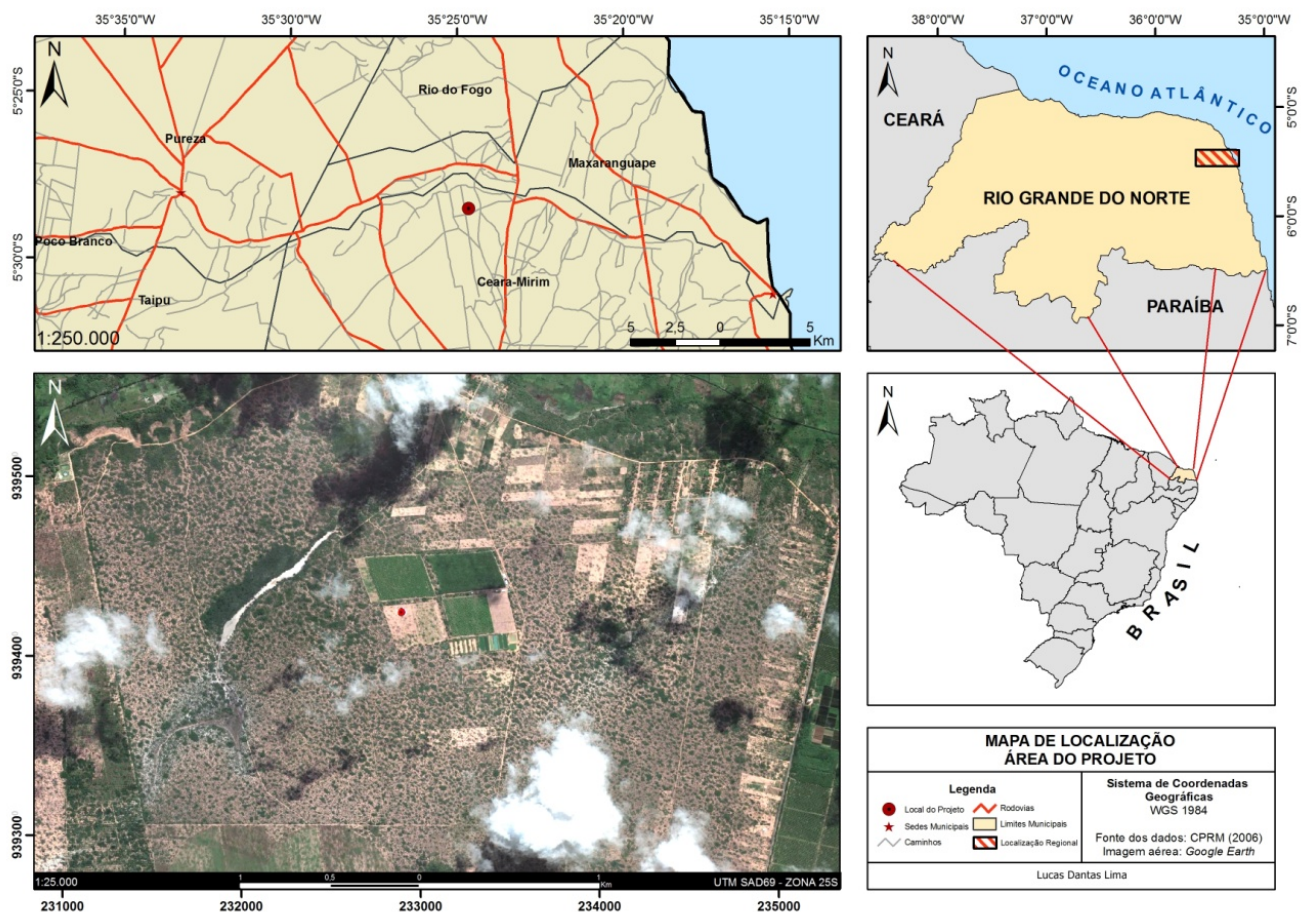 35°35'0"W 35°30'0"W 35°25'0"W 35°20'0"W 35°15'0"W
5°25'0"S
5°30'0"S
N
Rio do Fogo
Pureza
Maxaranguape
Poco Branco
Ceara-Mirim
Taipu
1:250.000
5 2,5 0 5
Km
38°0'0"W 37°0'0"W 36°0'0"W 35°0'0"W
5°0'0"S
6°0'0"S
7°0'0"S
N
OCEANO ATLÂNTICO
CEARÁ
RIO GRANDE DO NORTE
PARAÍBA
N
939500
939400
939300
1:25.000
1 0,5 0 1
Km
UTM SAD69 - ZONA 25S
231000 232000 233000 234000 235000
N
BRASIL
MAPA DE LOCALIZAÇÃO
ÁREA DO PROJETO
Legenda
Local do Projeto Rodovias
Sedes Municipais Limites Municipais
Caminhos Localização Regional
Sistema de Coordenadas
Geográficas
WGS 1984
Fonte dos dados: CPRM (2006)
Imagem aérea: Google Earth
Lucas Dantas Lima